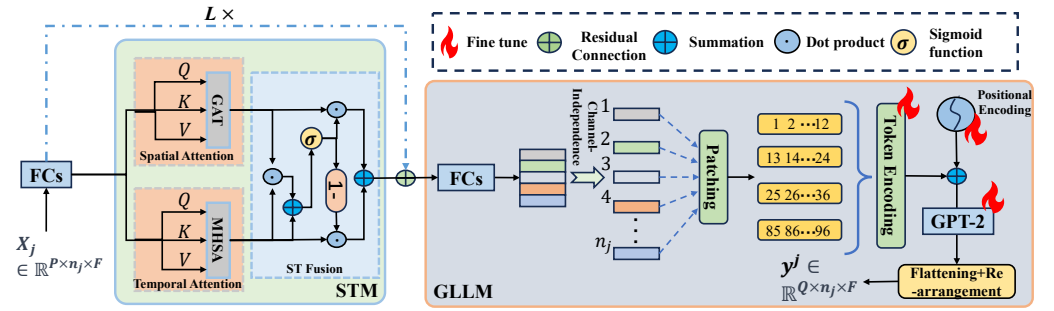 L ×
Fine tune
Residual
Connection
Summation
Dot product
σ
Sigmoid
function
Q
K
V
GAT
Spatial Attention
FCs
X_j
∈ ℝ^{P×n_j×F}
Q
K
V
MHSA
Temporal Attention
σ
1-
ST Fusion
STM
FCs
Channel-
Independence
1
2
3
4
n_j
Patching
1 2 ···12
13 14···24
25 26···36
85 86···96
Token Encoding
Positional
Encoding
GPT-2
Flattening+Re
-arrangement
y^j ∈
ℝ^{Q×n_j×F}
GLLM